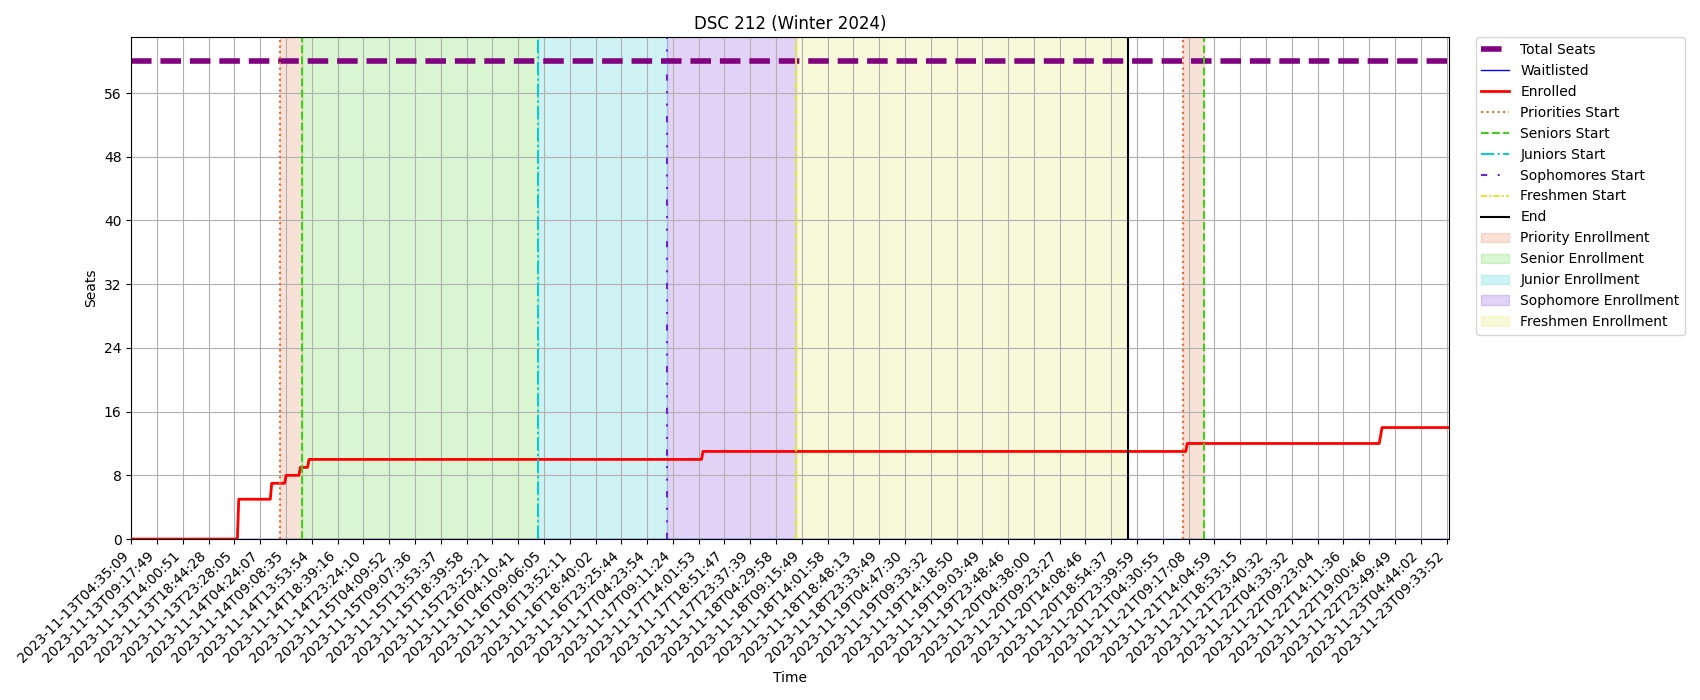 DSC 212 (Winter 2024)
Seats
56
48
40
32
24
16
8
0
2023-11-13T04:35:09
2023-11-13T09:17:49
2023-11-13T14:00:51
2023-11-13T18:44:28
2023-11-13T23:28:05
2023-11-14T04:24:07
2023-11-14T09:08:35
2023-11-14T13:53:54
2023-11-14T18:39:16
2023-11-14T23:24:10
2023-11-15T04:09:52
2023-11-15T09:07:36
2023-11-15T13:53:37
2023-11-15T18:39:58
2023-11-15T23:25:21
2023-11-16T04:10:41
2023-11-16T09:06:05
2023-11-16T13:52:11
2023-11-16T18:40:02
2023-11-16T23:25:44
2023-11-17T04:23:54
2023-11-17T09:11:24
2023-11-17T14:01:53
2023-11-17T18:51:47
2023-11-17T23:37:39
2023-11-18T04:29:58
2023-11-18T09:15:49
2023-11-18T14:01:58
2023-11-18T18:48:13
2023-11-18T23:33:49
2023-11-19T04:47:30
2023-11-19T09:33:32
2023-11-19T14:18:50
2023-11-19T19:03:49
2023-11-19T23:48:46
2023-11-20T04:38:00
2023-11-20T09:23:27
2023-11-20T14:08:46
2023-11-20T18:54:37
2023-11-20T23:39:59
2023-11-21T04:30:55
2023-11-21T09:17:08
2023-11-21T14:04:59
2023-11-21T18:53:15
2023-11-21T23:40:32
2023-11-22T04:33:32
2023-11-22T09:23:04
2023-11-22T14:11:36
2023-11-22T19:00:46
2023-11-22T23:49:49
2023-11-23T04:44:02
2023-11-23T09:33:52
Time
Total Seats
Waitlisted
Enrolled
Priorities Start
Seniors Start
Juniors Start
Sophomores Start
Freshmen Start
End
Priority Enrollment
Senior Enrollment
Junior Enrollment
Sophomore Enrollment
Freshmen Enrollment